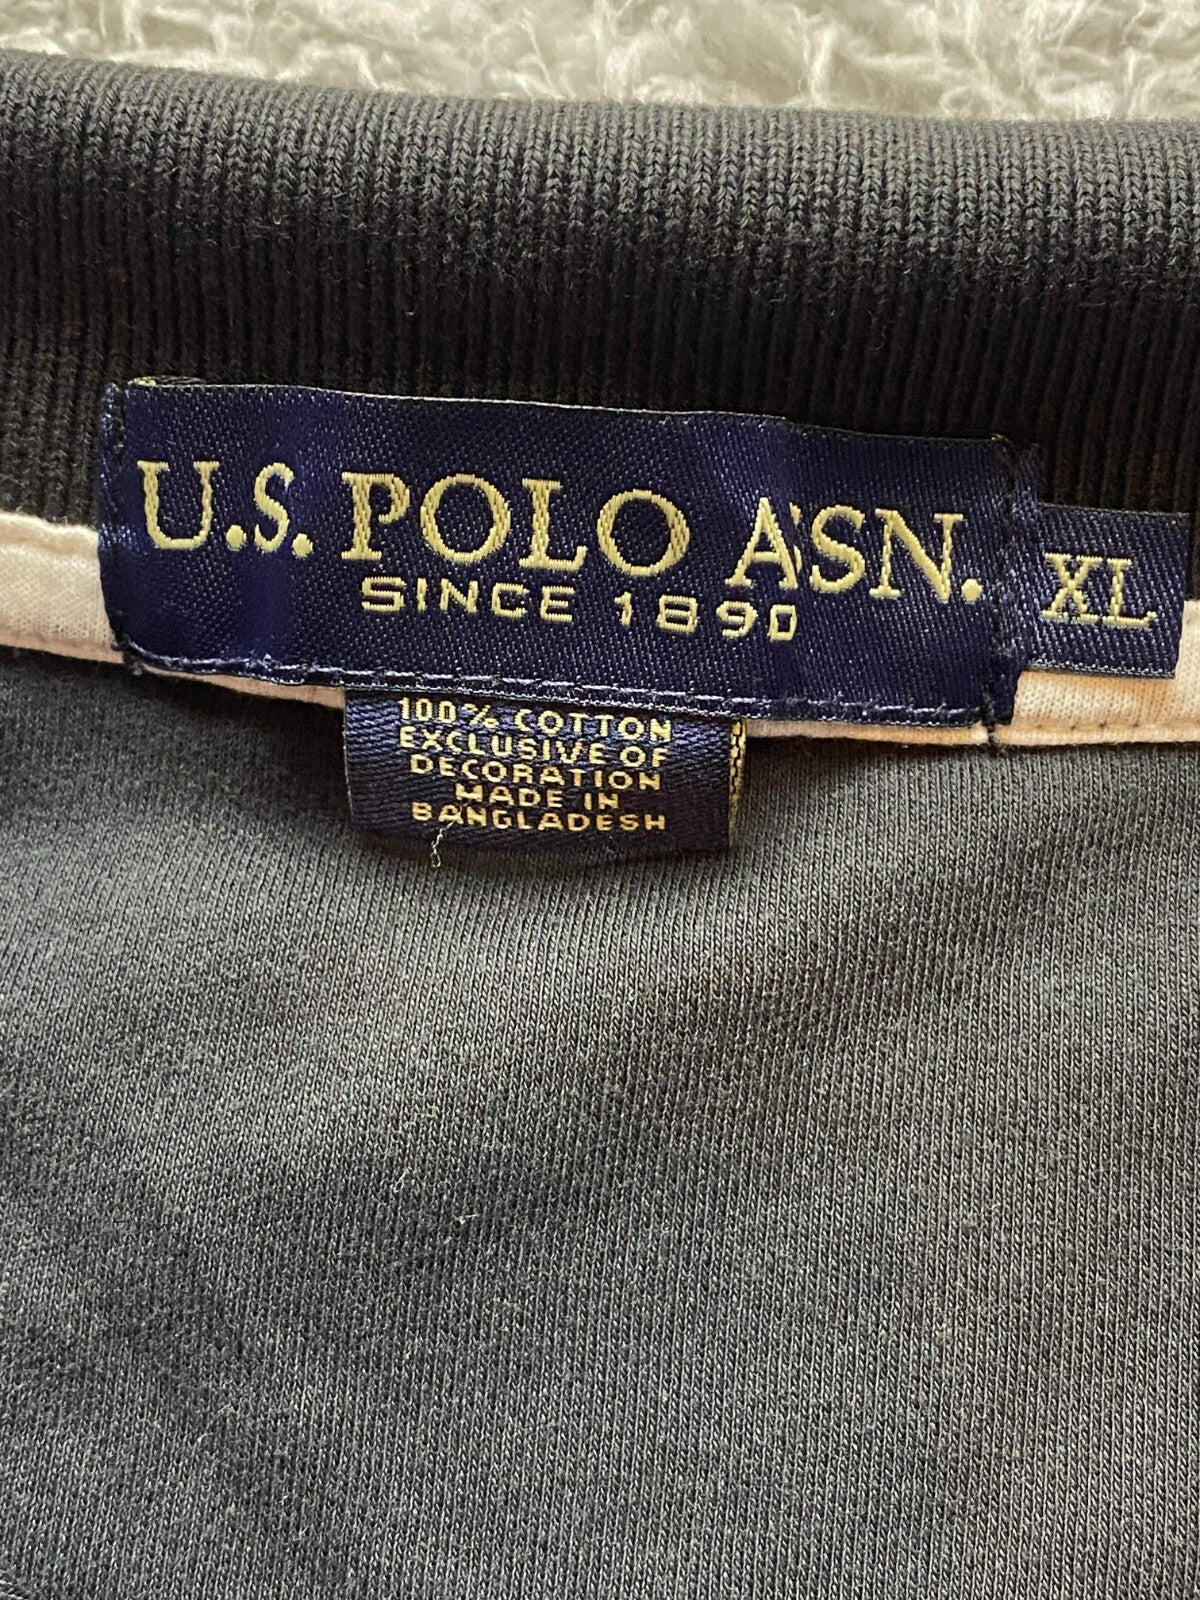 U.S. POLO ASN.
SINCE 1890
XL
100% COTTON
EXCLUSIVE OF
DECORATION
MADE IN
BANGLADESH